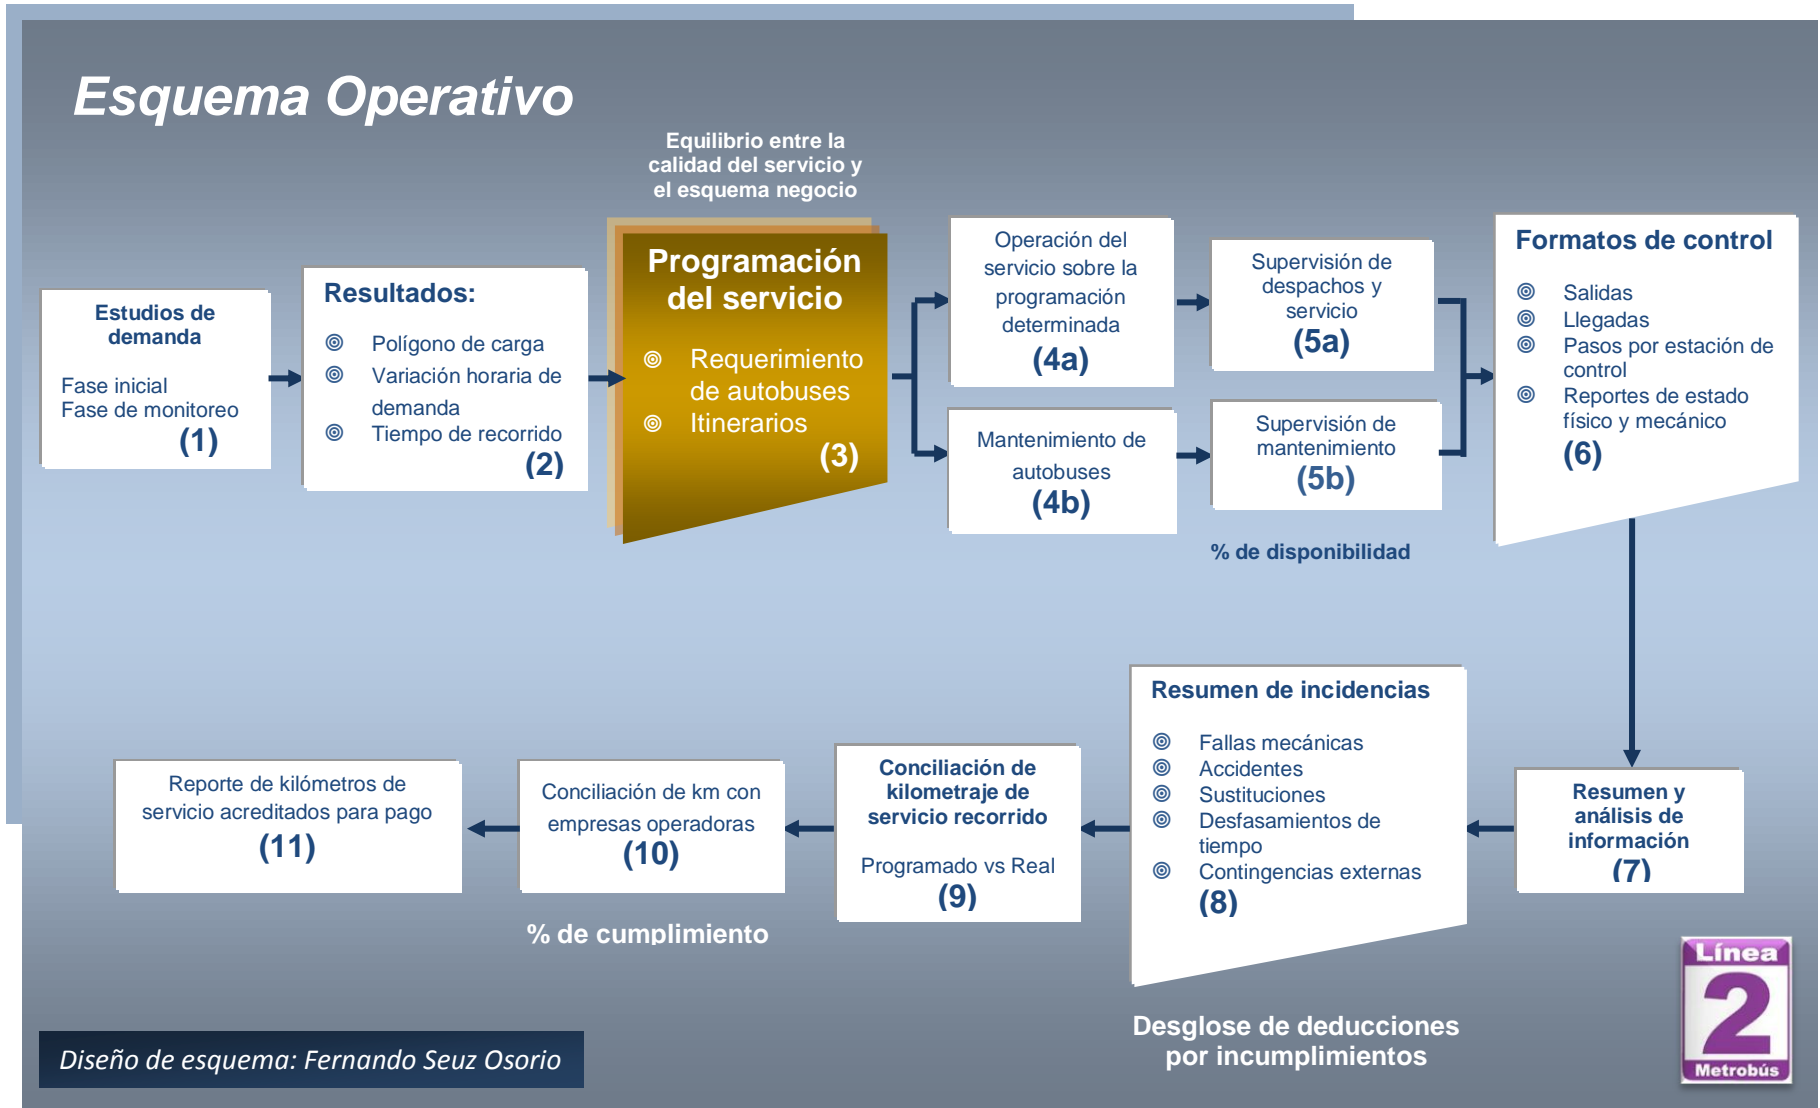 Esquema Operativo
Equilibrio entre la
calidad del servicio y
el esquema negocio
Estudios de
demanda
Fase inicial
Fase de monitoreo
(1)
Resultados:
Polígono de carga
Variación horaria de
demanda
Tiempo de recorrido
(2)
Programación
del servicio
Requerimiento
de autobuses
Itinerarios
(3)
Operación del
servicio sobre la
programación
determinada
(4a)
Mantenimiento de
autobuses
(4b)
Supervisión de
despachos y
servicio
(5a)
Supervisión de
mantenimiento
(5b)
% de disponibilidad
Formatos de control
Salidas
Llegadas
Pasos por estación de
control
Reportes de estado
físico y mecánico
(6)
Resumen y
análisis de
información
(7)
Resumen de incidencias
Fallas mecánicas
Accidentes
Sustituciones
Desfasamientos de
tiempo
Contingencias externas
(8)
Desglose de deducciones
por incumplimientos
Conciliación de
kilometraje de
servicio recorrido
Programado vs Real
(9)
Conciliación de km con
empresas operadoras
(10)
% de cumplimiento
Reporte de kilómetros de
servicio acreditados para pago
(11)
Diseño de esquema: Fernando Seuz Osorio
Línea
2
Metrobús